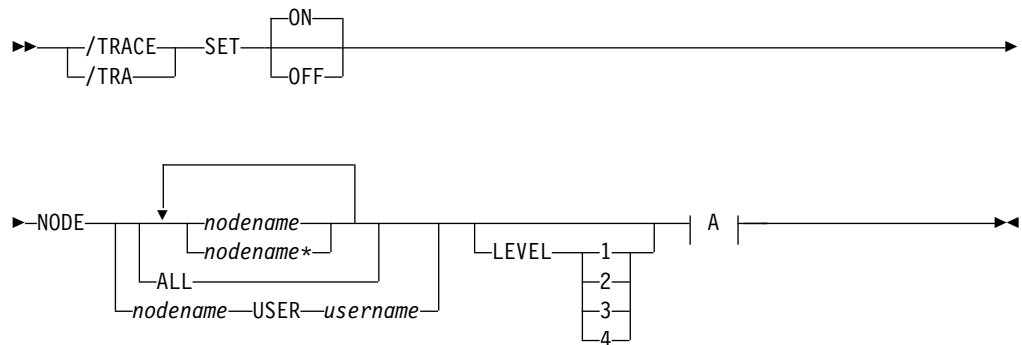 ON
/TRACE SET
/TRA OFF
NODE nodename A
nodename* LEVEL 1
ALL 2
nodename USER username 3
4